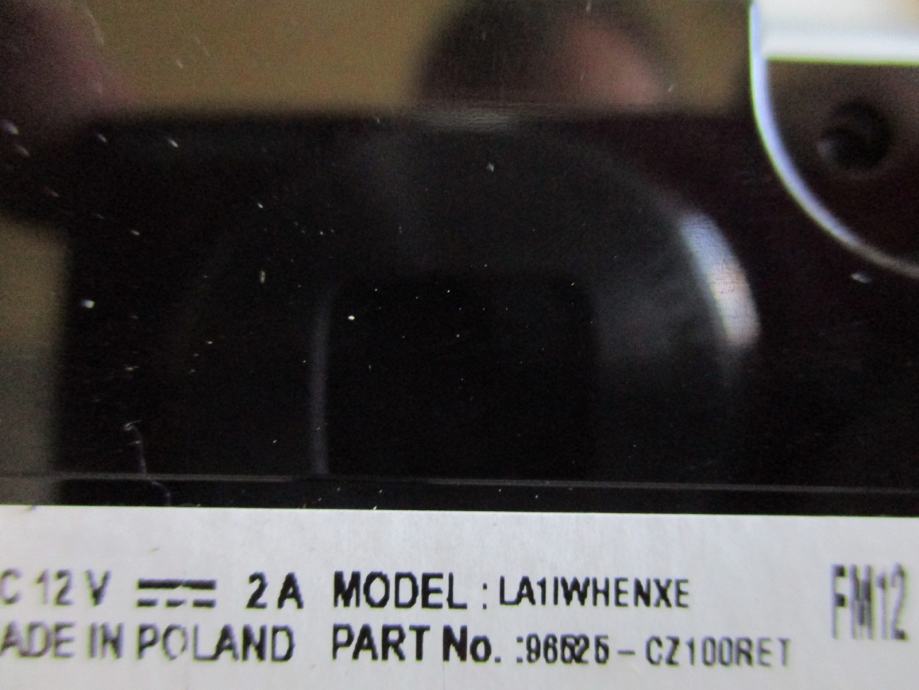 C 12 V ⎓ 2 A MODEL : LA1IWHENXE FM12
ADE IN POLAND PART No. :96525-CZ100RET